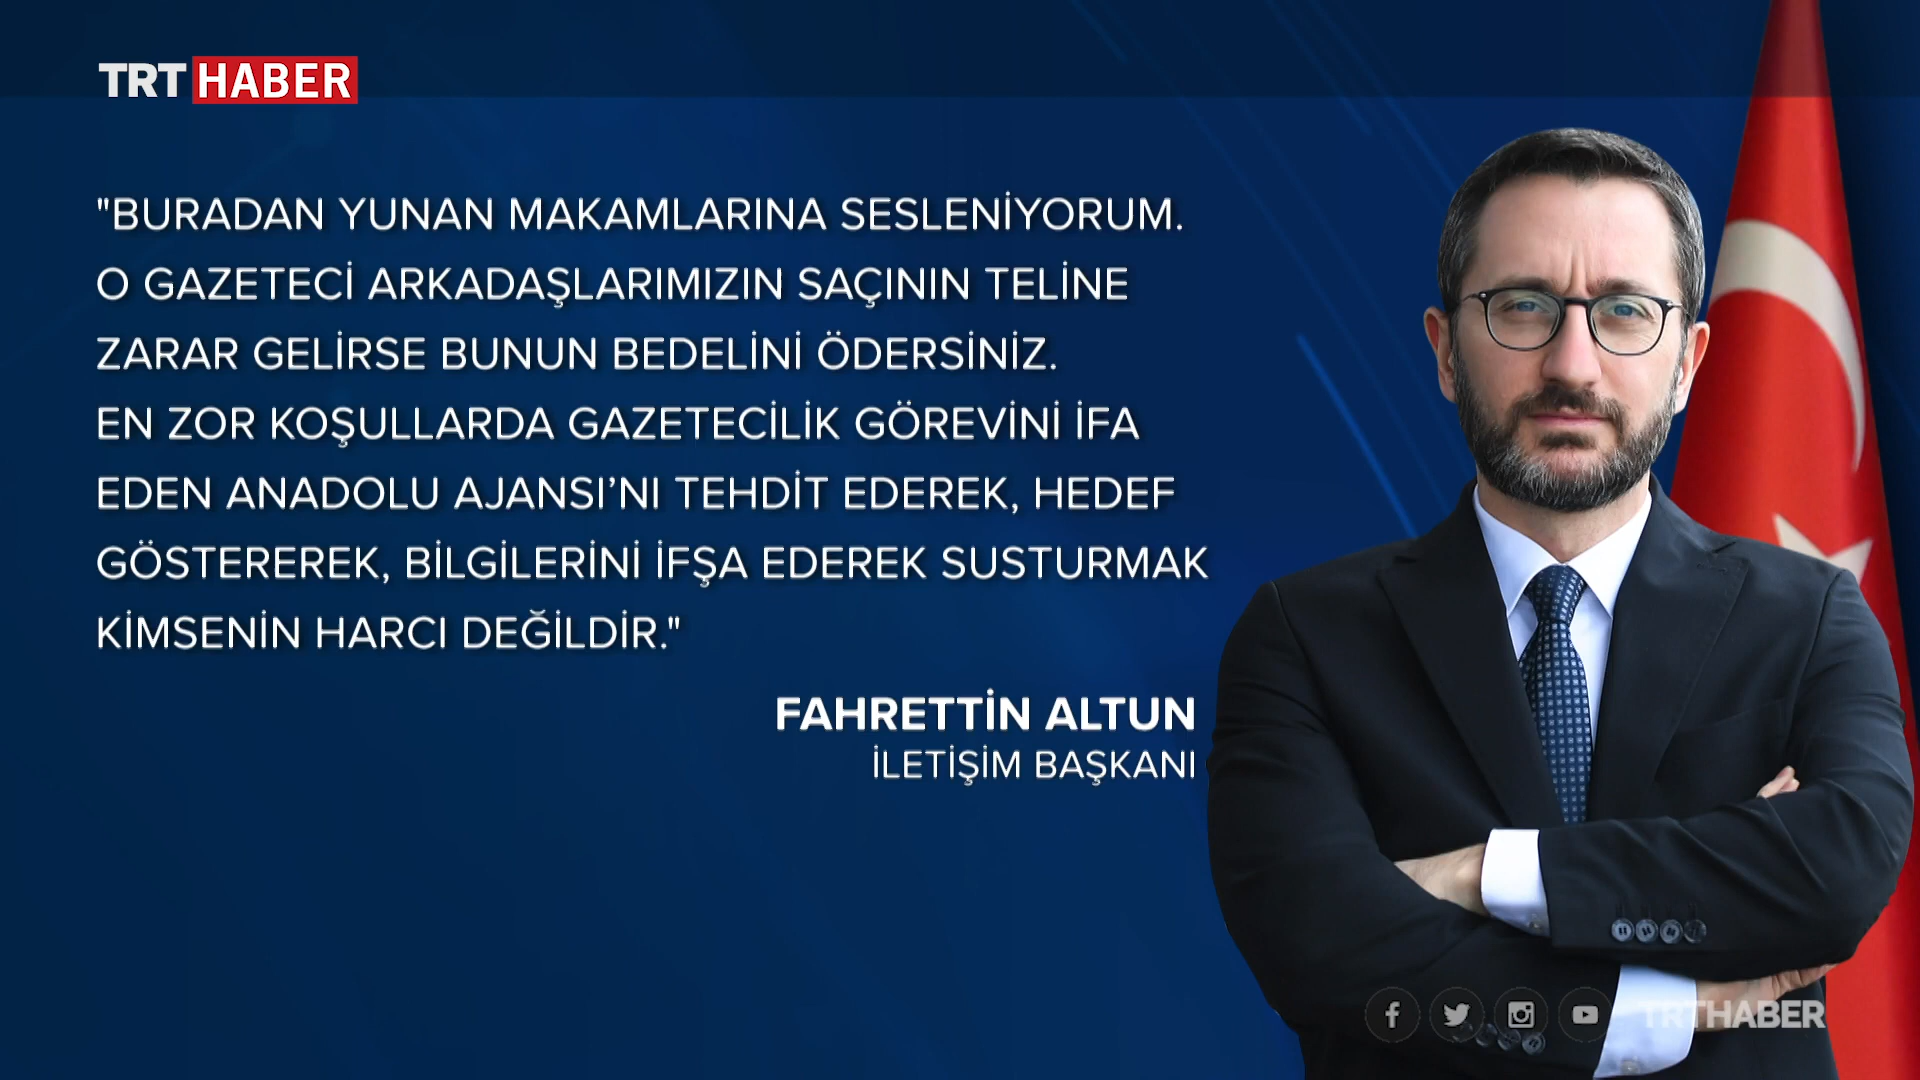 TRT HABER
"BURADAN YUNAN MAKAMLARINA SESLENİYORUM.
O GAZETECİ ARKADAŞLARIMIZIN SAÇININ TELİNE
ZARAR GELİRSE BUNUN BEDELİNİ ÖDERSİNİZ.
EN ZOR KOŞULLARDA GAZETECİLİK GÖREVİNİ İFA
EDEN ANADOLU AJANSI’NI TEHDİT EDEREK, HEDEF
GÖSTEREREK, BİLGİLERİNİ İFŞA EDEREK SUSTURMAK
KİMSENİN HARCI DEĞİLDİR."
FAHRETTİN ALTUN
İLETİŞİM BAŞKANI
TRTHABER